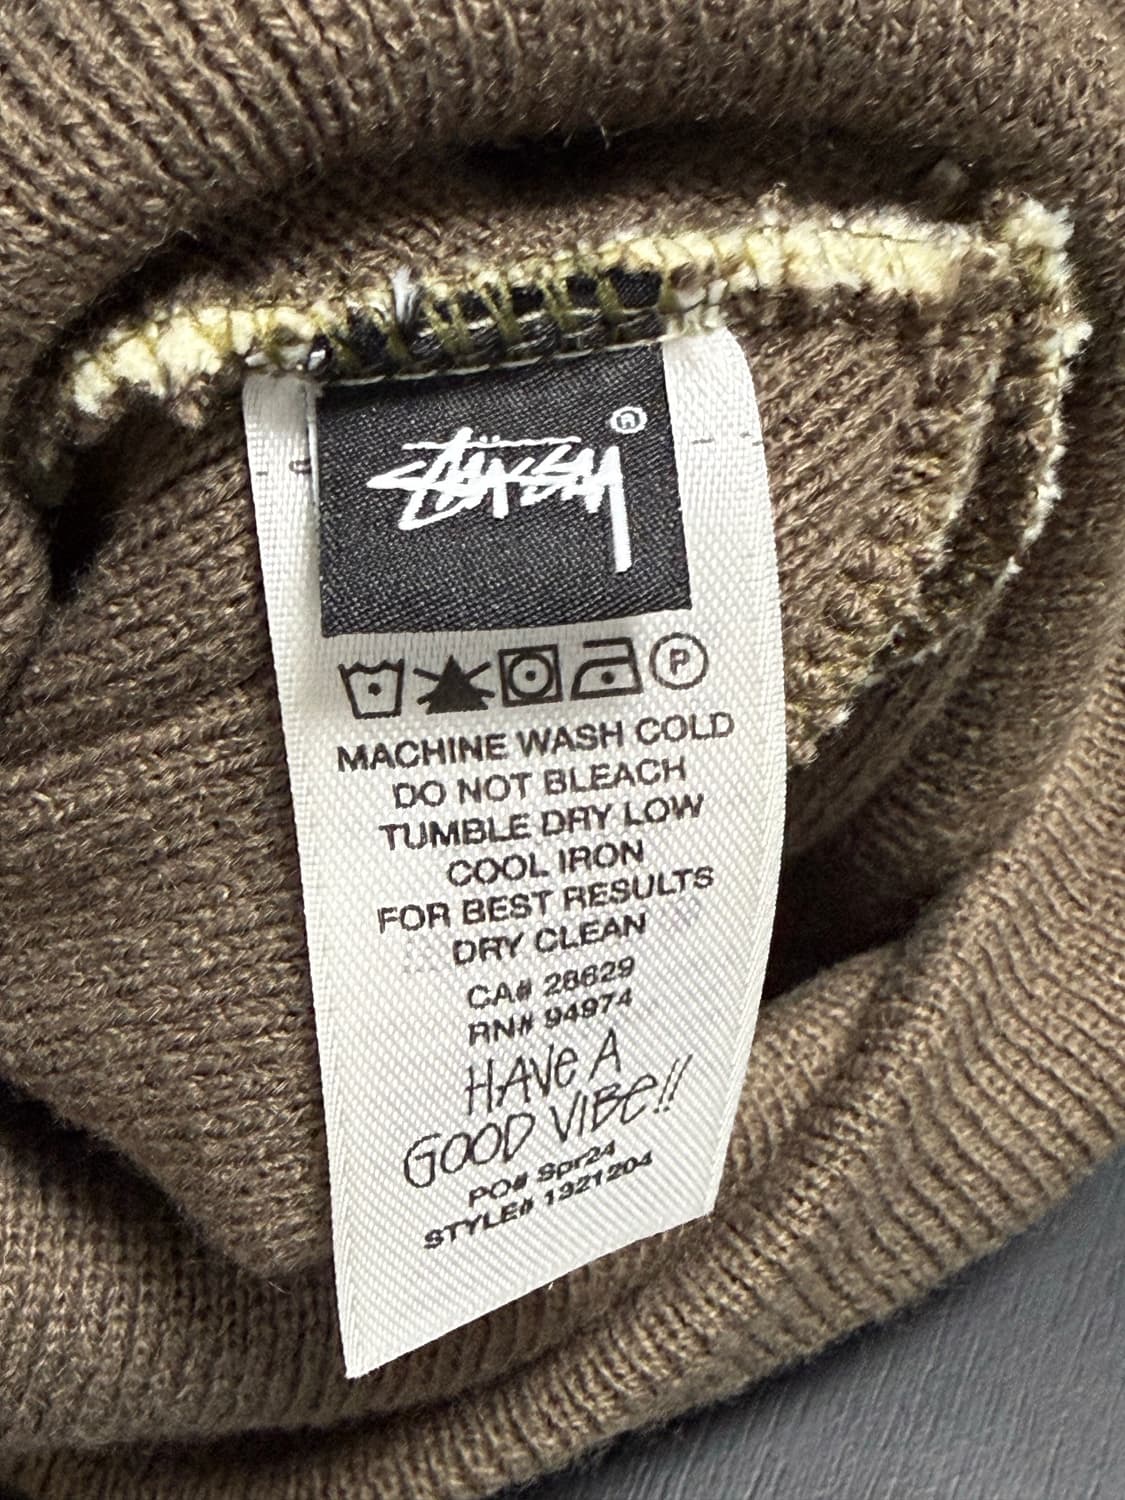 Stüssy ®
P
MACHINE WASH COLD
DO NOT BLEACH
TUMBLE DRY LOW
COOL IRON
FOR BEST RESULTS
DRY CLEAN
CA# 28629
RN# 94974
HAVE A
GOOD VIBE!!
PO# Spr24
STYLE# 1321204